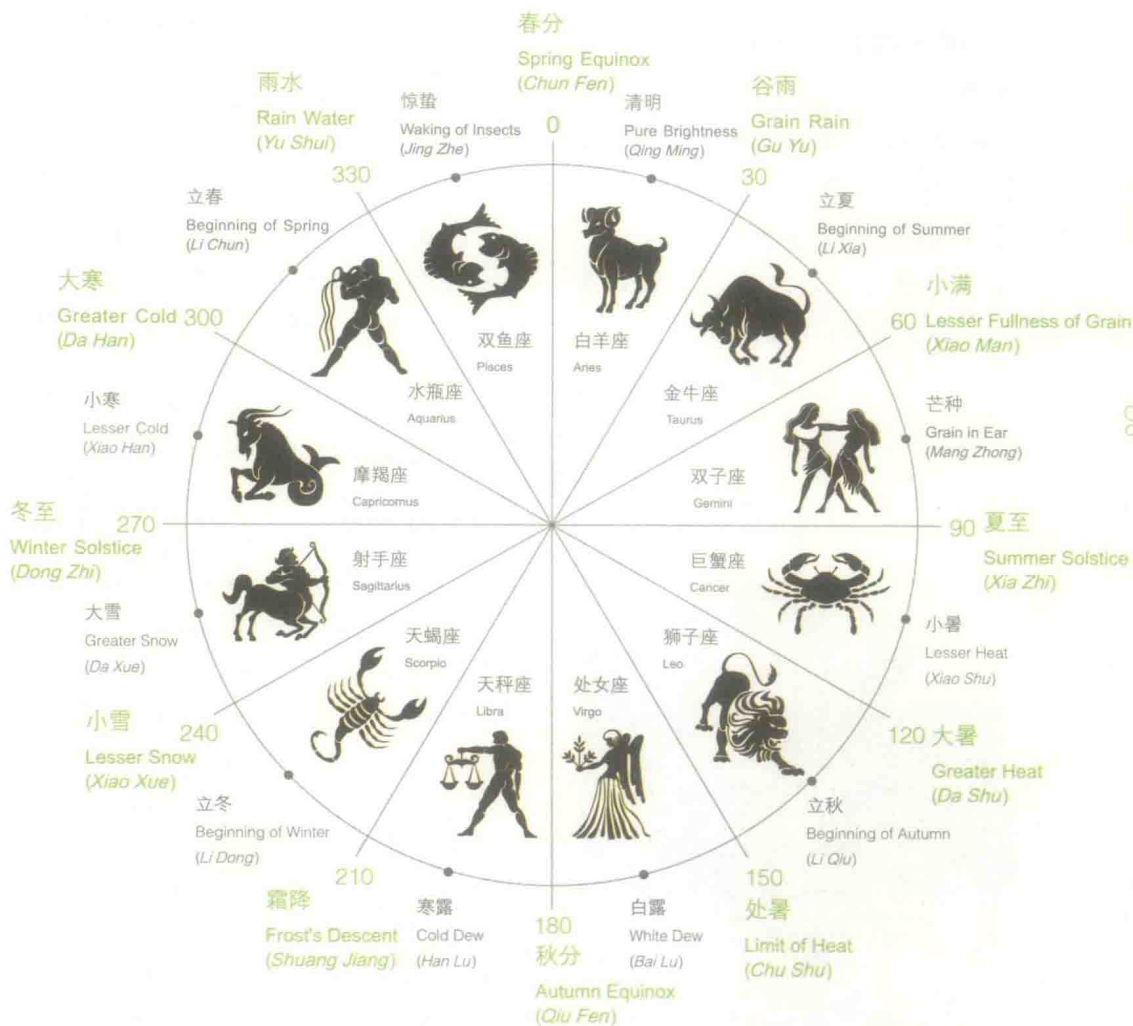 春分
Spring Equinox
(Chun Fen)
0
清明
Pure Brightness
(Qing Ming)
谷雨
Grain Rain
(Gu Yu)
30
立夏
Beginning of Summer
(Li Xia)
小满
60 Lesser Fullness of Grain
(Xiao Man)
芒种
Grain in Ear
(Mang Zhong)
90 夏至
Summer Solstice
(Xia Zhi)
小暑
Lesser Heat
(Xiao Shu)
120 大暑
Greater Heat
(Da Shu)
立秋
Beginning of Autumn
(Li Qiu)
150
处暑
Limit of Heat
(Chu Shu)
白露
White Dew
(Bai Lu)
180
秋分
Autumn Equinox
(Qiu Fen)
寒露
Cold Dew
(Han Lu)
210
霜降
Frost's Descent
(Shuang Jiang)
立冬
Beginning of Winter
(Li Dong)
240
小雪
Lesser Snow
(Xiao Xue)
大雪
Greater Snow
(Da Xue)
冬至
270
Winter Solstice
(Dong Zhi)
小寒
Lesser Cold
(Xiao Han)
大寒
Greater Cold 300
(Da Han)
立春
Beginning of Spring
(Li Chun)
雨水
Rain Water
(Yu Shui)
330
惊蛰
Waking of Insects
(Jing Zhe)
白羊座
Aries
金牛座
Taurus
双子座
Gemini
巨蟹座
Cancer
狮子座
Leo
处女座
Virgo
天秤座
Libra
天蝎座
Scorpio
射手座
Sagittarius
摩羯座
Capricornus
水瓶座
Aquarius
双鱼座
Pisces